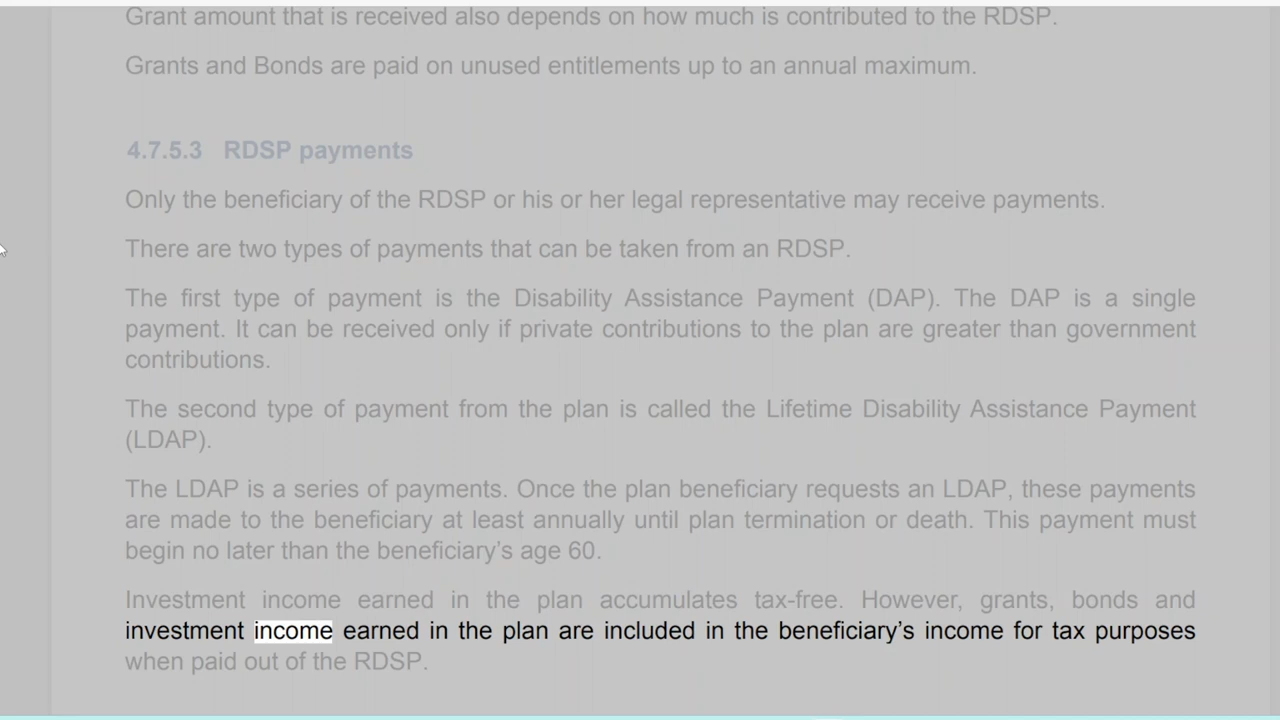 Grant amount that is received also depends on how much is contributed to the RDSP.
Grants and Bonds are paid on unused entitlements up to an annual maximum.
4.7.5.3 RDSP payments
Only the beneficiary of the RDSP or his or her legal representative may receive payments.
There are two types of payments that can be taken from an RDSP.
The first type of payment is the Disability Assistance Payment (DAP). The DAP is a single
payment. It can be received only if private contributions to the plan are greater than government
contributions.
The second type of payment from the plan is called the Lifetime Disability Assistance Payment
(LDAP).
The LDAP is a series of payments. Once the plan beneficiary requests an LDAP, these payments
are made to the beneficiary at least annually until plan termination or death. This payment must
begin no later than the beneficiary’s age 60.
Investment income earned in the plan accumulates tax-free. However, grants, bonds and
investment income earned in the plan are included in the beneficiary’s income for tax purposes
when paid out of the RDSP.